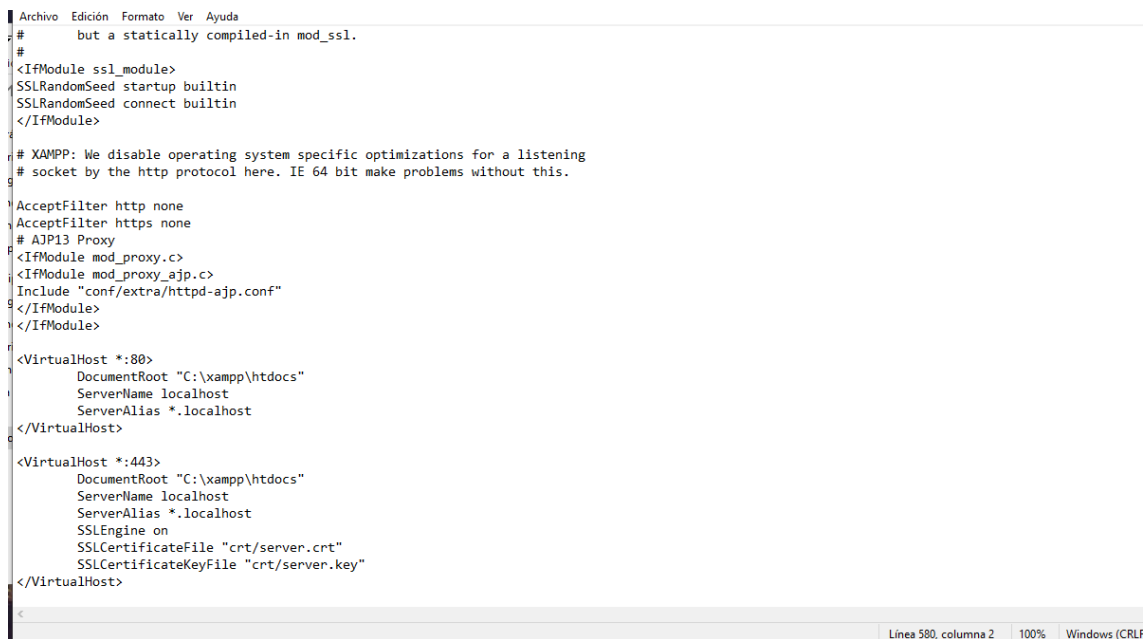 Archivo Edición Formato Ver Ayuda
# but a statically compiled-in mod_ssl.
#
<IfModule ssl_module>
SSLRandomSeed startup builtin
SSLRandomSeed connect builtin
</IfModule>
# XAMPP: We disable operating system specific optimizations for a listening
# socket by the http protocol here. IE 64 bit make problems without this.
AcceptFilter http none
AcceptFilter https none
# AJP13 Proxy
<IfModule mod_proxy.c>
<IfModule mod_proxy_ajp.c>
Include "conf/extra/httpd-ajp.conf"
</IfModule>
</IfModule>
<VirtualHost *:80>
DocumentRoot "C:\xampp\htdocs"
ServerName localhost
ServerAlias *.localhost
</VirtualHost>
<VirtualHost *:443>
DocumentRoot "C:\xampp\htdocs"
ServerName localhost
ServerAlias *.localhost
SSLEngine on
SSLCertificateFile "crt/server.crt"
SSLCertificateKeyFile "crt/server.key"
</VirtualHost>
Línea 580, columna 2 100% Windows (CRLF